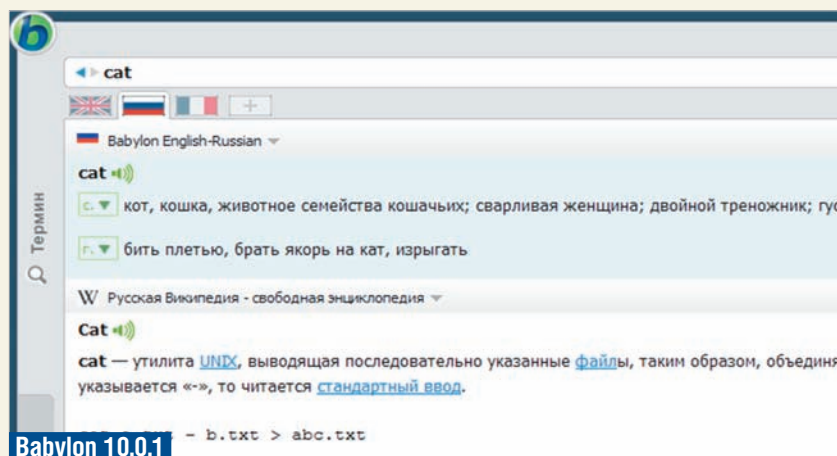 b
cat
Babylon English-Russian
cat
с. кот, кошка, животное семейства кошачьих; сварливая женщина; двойной треножник;
г. бить плетью, брать якорь на кат, изрыгать
Термин
W Русская Википедия - свободная энциклопедия
Cat
cat — утилита UNIX, выводящая последовательно указанные файлы, таким образом,
указывается «-», то читается стандартный ввод.
- b.txt > abc.txt
Babylon 10.0.1